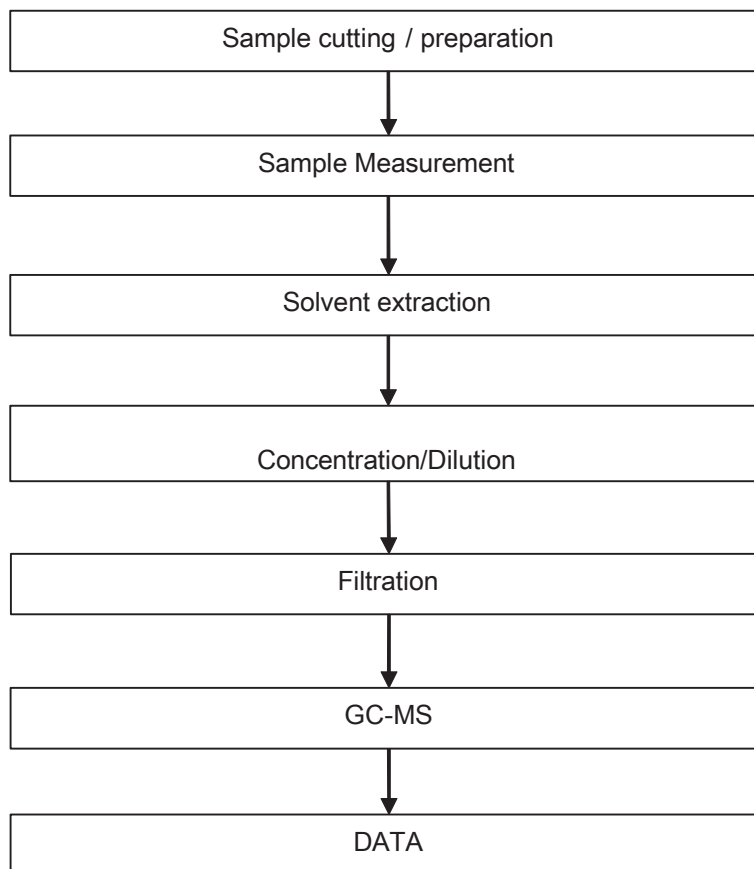 Sample cutting / preparation
Sample Measurement
Solvent extraction
Concentration/Dilution
Filtration
GC-MS
DATA